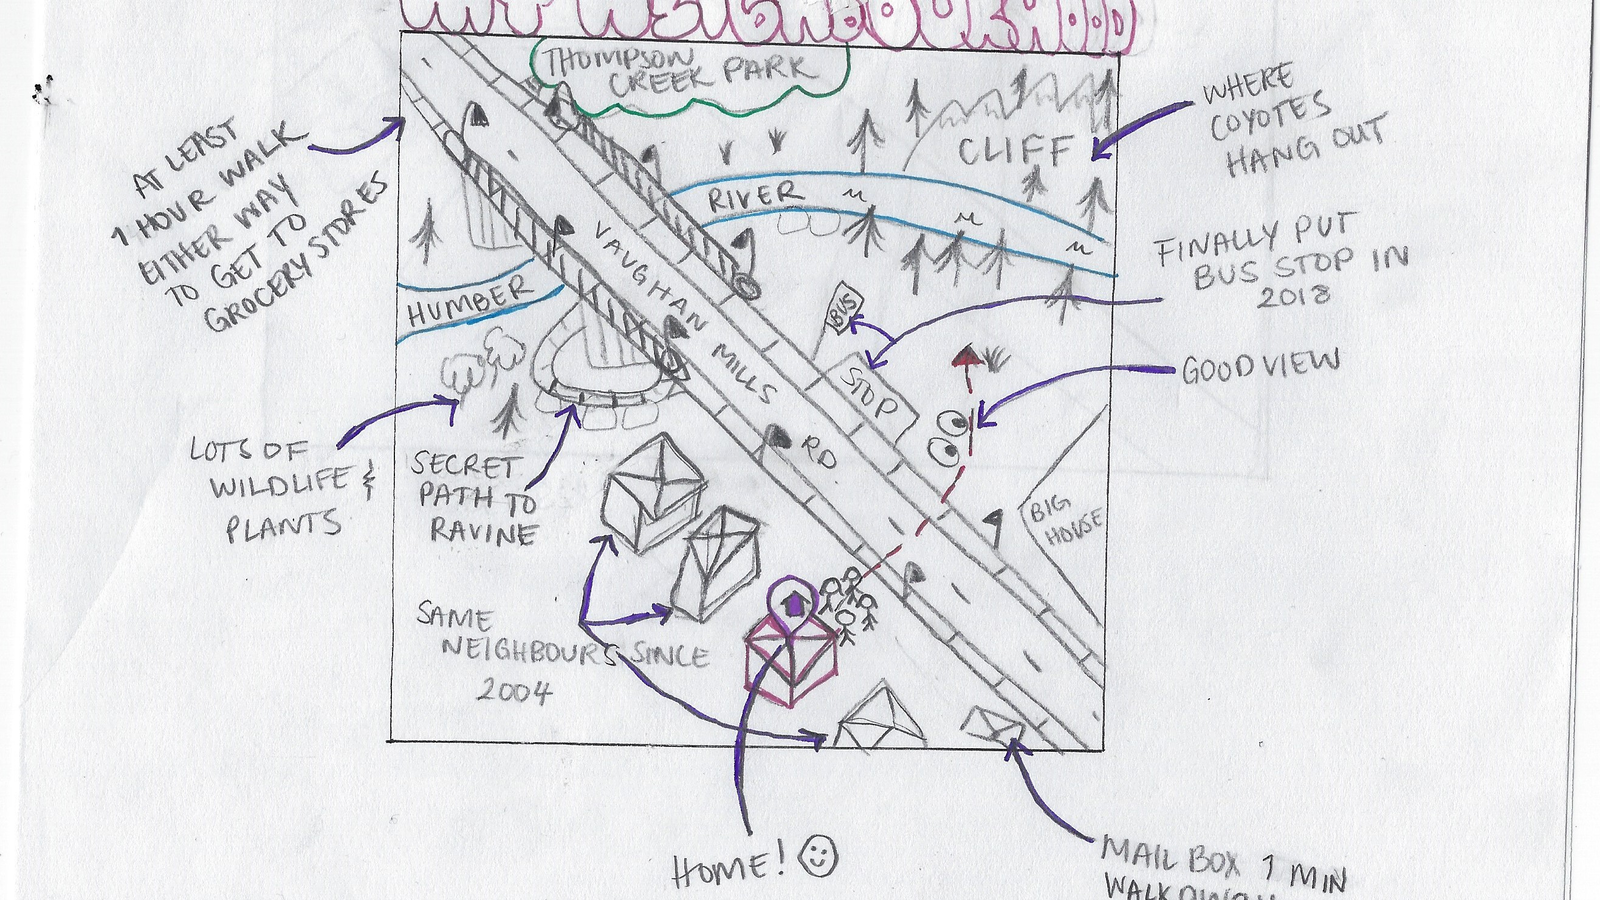 MY NEIGHBOURHOOD
THOMPSON
CREEK PARK
WHERE
COYOTES
HANG OUT
CLIFF
AT LEAST
1 HOUR WALK
EITHER WAY
TO GET TO
GROCERY STORES
RIVER
HUMBER
FINALLY PUT
BUS STOP IN
2018
BUS
STOP
VAUGHAN MILLS RD
GOOD VIEW
LOTS OF
WILDLIFE &
PLANTS
SECRET
PATH TO
RAVINE
BIG
HOUSE
SAME
NEIGHBOURS SINCE
2004
HOME!
MAIL BOX 1 MIN
WALK